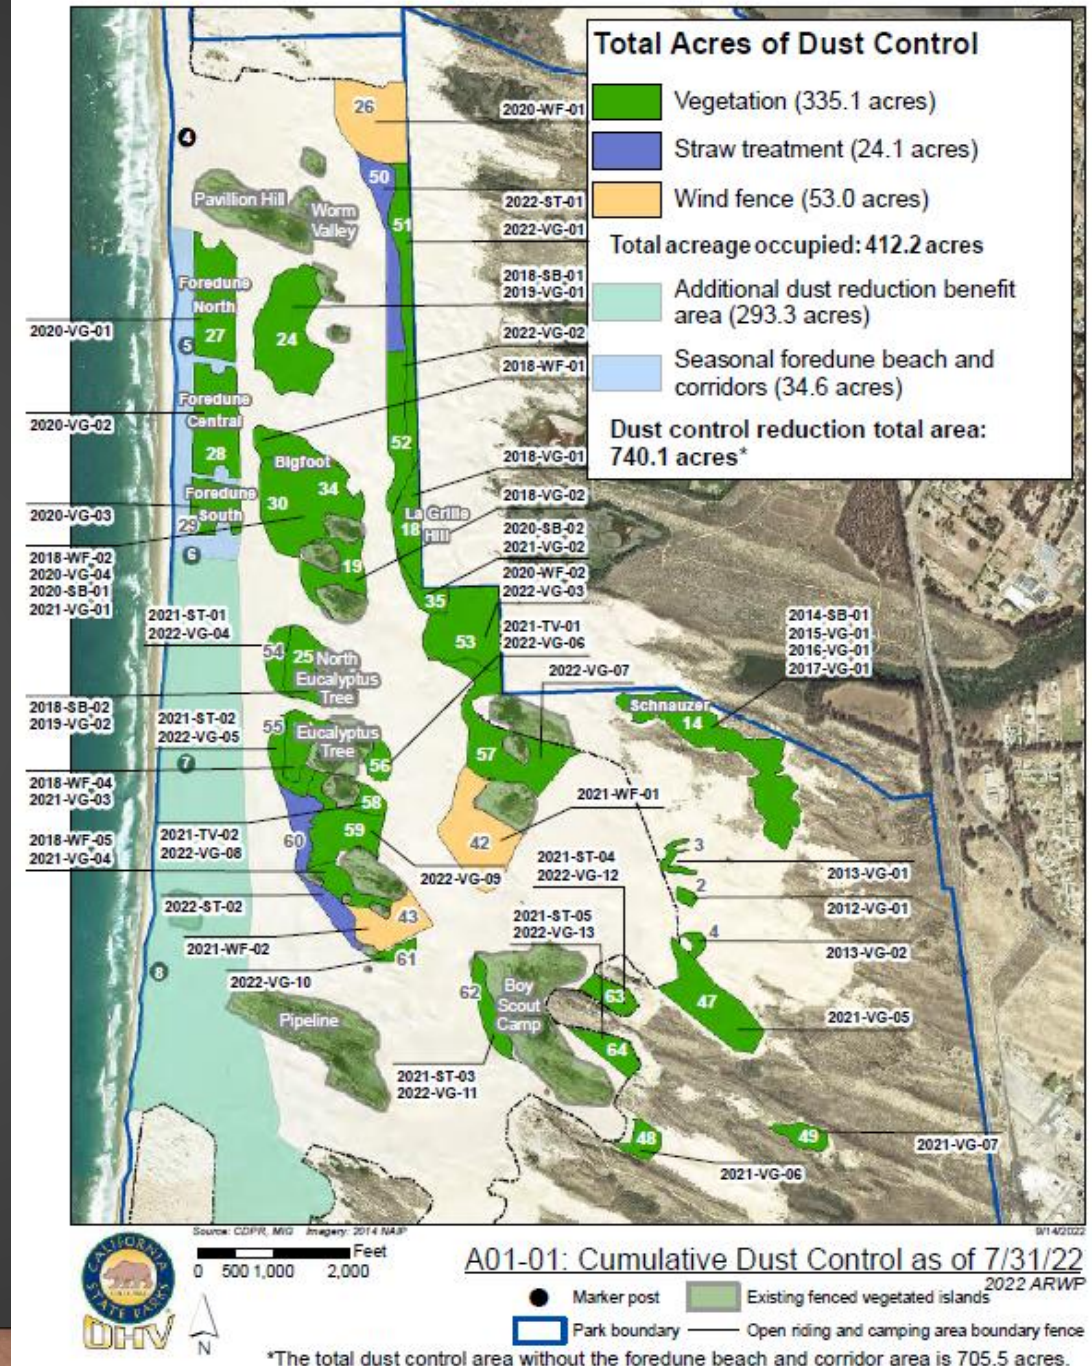 Total Acres of Dust Control
Vegetation (335.1 acres)
Straw treatment (24.1 acres)
Wind fence (53.0 acres)
Total acreage occupied: 412.2 acres
Additional dust reduction benefit
area (293.3 acres)
Seasonal foredune beach and
corridors (34.6 acres)
Dust control reduction total area:
740.1 acres*
26
2020-WF-01
4
50
2022-ST-01
Pavillion Hill
Worm
Valley
51
2022-VG-01
Foredune
North
27
2018-SB-01
2019-VG-01
2020-VG-01
5
24
2022-VG-02
2018-WF-01
Foredune
Central
28
2020-VG-02
52
Bigfoot
30
34
2018-VG-01
Foredune
South
29
2020-VG-03
La Grille
Hill
18
2018-VG-02
6
2018-WF-02
2020-VG-04
2020-SB-01
2021-VG-01
19
2020-SB-02
2021-VG-02
35
2020-WF-02
2022-VG-03
2021-ST-01
2022-VG-04
53
2021-TV-01
2022-VG-06
2014-SB-01
2015-VG-01
2016-VG-01
2017-VG-01
54
25
North
Eucalyptus
Tree
2022-VG-07
2018-SB-02
2019-VG-02
Schnauzer
14
2021-ST-02
2022-VG-05
55
Eucalyptus
Tree
56
57
7
2018-WF-04
2021-VG-03
58
2021-WF-01
2021-TV-02
2022-VG-08
60
59
42
2018-WF-05
2021-VG-04
2022-VG-09
2021-ST-04
2022-VG-12
3
2013-VG-01
2
2012-VG-01
2022-ST-02
43
2021-ST-05
2022-VG-13
4
2013-VG-02
2021-WF-02
61
2022-VG-10
8
62
Boy
Scout
Camp
63
47
2021-VG-05
Pipeline
64
2021-ST-03
2022-VG-11
48
2021-VG-06
49
2021-VG-07
Source: CDPR, MIG Imagery: 2014 NAIP
9/14/2022
CALIFORNIA
STATE PARKS
OHV
Feet
0 500 1,000 2,000
N
A01-01: Cumulative Dust Control as of 7/31/22
2022 ARWP
Marker post
Existing fenced vegetated islands
Park boundary
Open riding and camping area boundary fence
*The total dust control area without the foredune beach and corridor area is 705.5 acres.